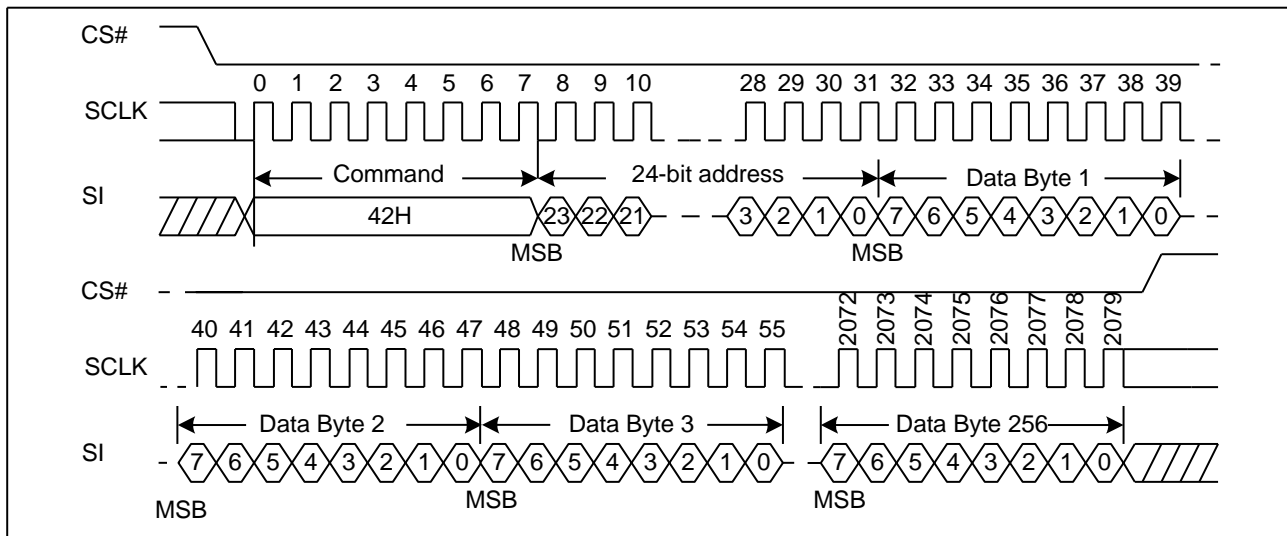 CS#
0 1 2 3 4 5 6 7 8 9 10 28 29 30 31 32 33 34 35 36 37 38 39
SCLK
Command 24-bit address Data Byte 1
SI
42H 23 22 21 3 2 1 0 7 6 5 4 3 2 1 0
MSB MSB
CS#
40 41 42 43 44 45 46 47 48 49 50 51 52 53 54 55 2072 2073 2074 2075 2076 2077 2078 2079
SCLK
Data Byte 2 Data Byte 3 Data Byte 256
SI
7 6 5 4 3 2 1 0 7 6 5 4 3 2 1 0 7 6 5 4 3 2 1 0
MSB MSB MSB